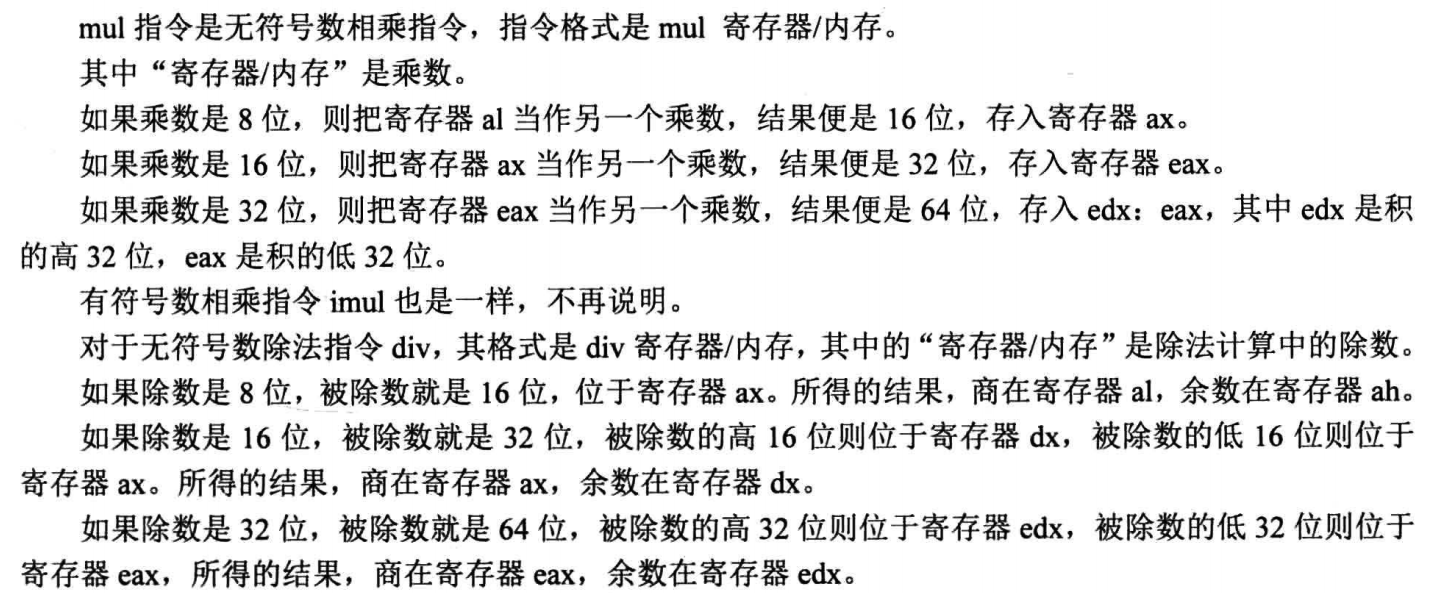 mul 指令是无符号数相乘指令，指令格式是 mul 寄存器/内存。
其中“寄存器/内存”是乘数。
如果乘数是 8 位，则把寄存器 al 当作另一个乘数，结果便是 16 位，存入寄存器 ax。
如果乘数是 16 位，则把寄存器 ax 当作另一个乘数，结果便是 32 位，存入寄存器 eax。
如果乘数是 32 位，则把寄存器 eax 当作另一个乘数，结果便是 64 位，存入 edx：eax，其中 edx 是积
的高 32 位，eax 是积的低 32 位。
有符号数相乘指令 imul 也是一样，不再说明。
对于无符号数除法指令 div，其格式是 div 寄存器/内存，其中的“寄存器/内存”是除法计算中的除数。
如果除数是 8 位，被除数就是 16 位，位于寄存器 ax。所得的结果，商在寄存器 al，余数在寄存器 ah。
如果除数是 16 位，被除数就是 32 位，被除数的高 16 位则位于寄存器 dx，被除数的低 16 位则位于
寄存器 ax。所得的结果，商在寄存器 ax，余数在寄存器 dx。
如果除数是 32 位，被除数就是 64 位，被除数的高 32 位则位于寄存器 edx，被除数的低 32 位则位于
寄存器 eax，所得的结果，商在寄存器 eax，余数在寄存器 edx。